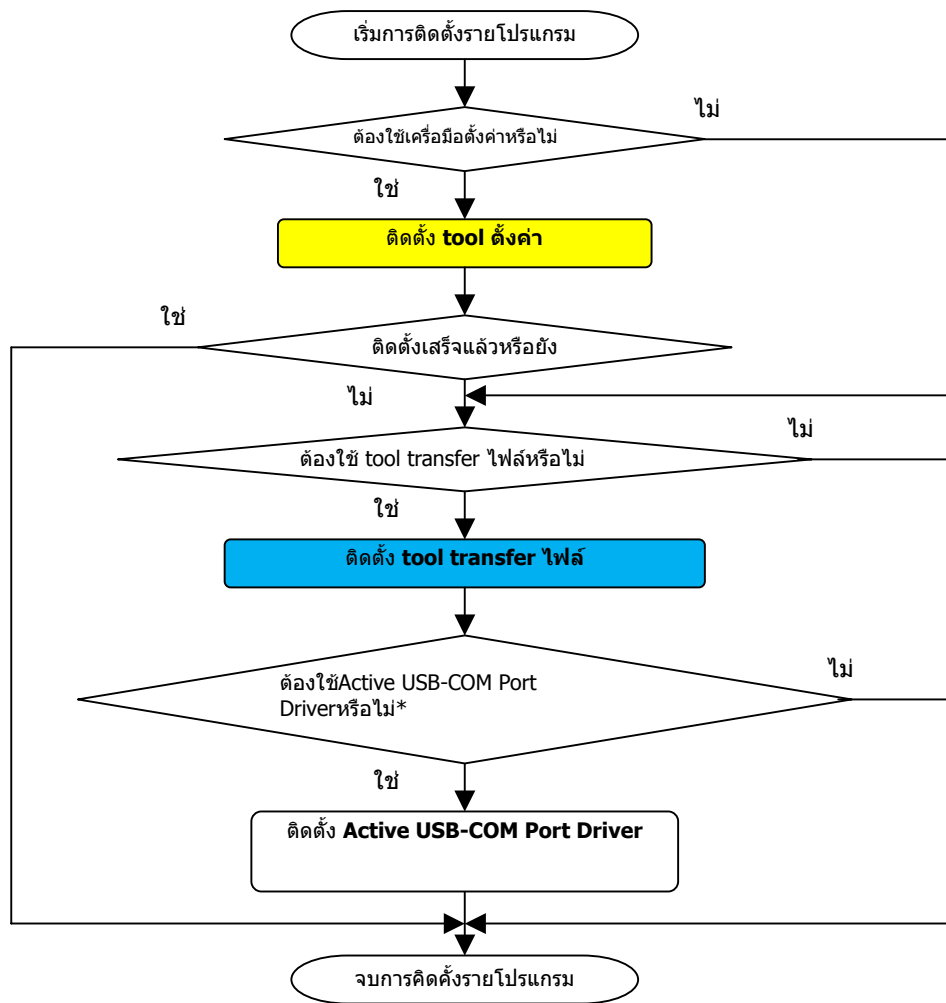 เริ่มการติดตั้งรายโปรแกรม
ไม่
ต้องใช้เครื่อมือตั้งค่าหรือไม่
ใช่
ติดตั้ง tool ตั้งค่า
ใช่
ติดตั้งเสร็จแล้วหรือยัง
ไม่
ไม่
ต้องใช้ tool transfer ไฟล์หรือไม่
ใช่
ติดตั้ง tool transfer ไฟล์
ไม่
ต้องใช้Active USB-COM Port
Driverหรือไม่*
ใช่
ติดตั้ง Active USB-COM Port Driver
จบการคิดคั้งรายโปรแกรม